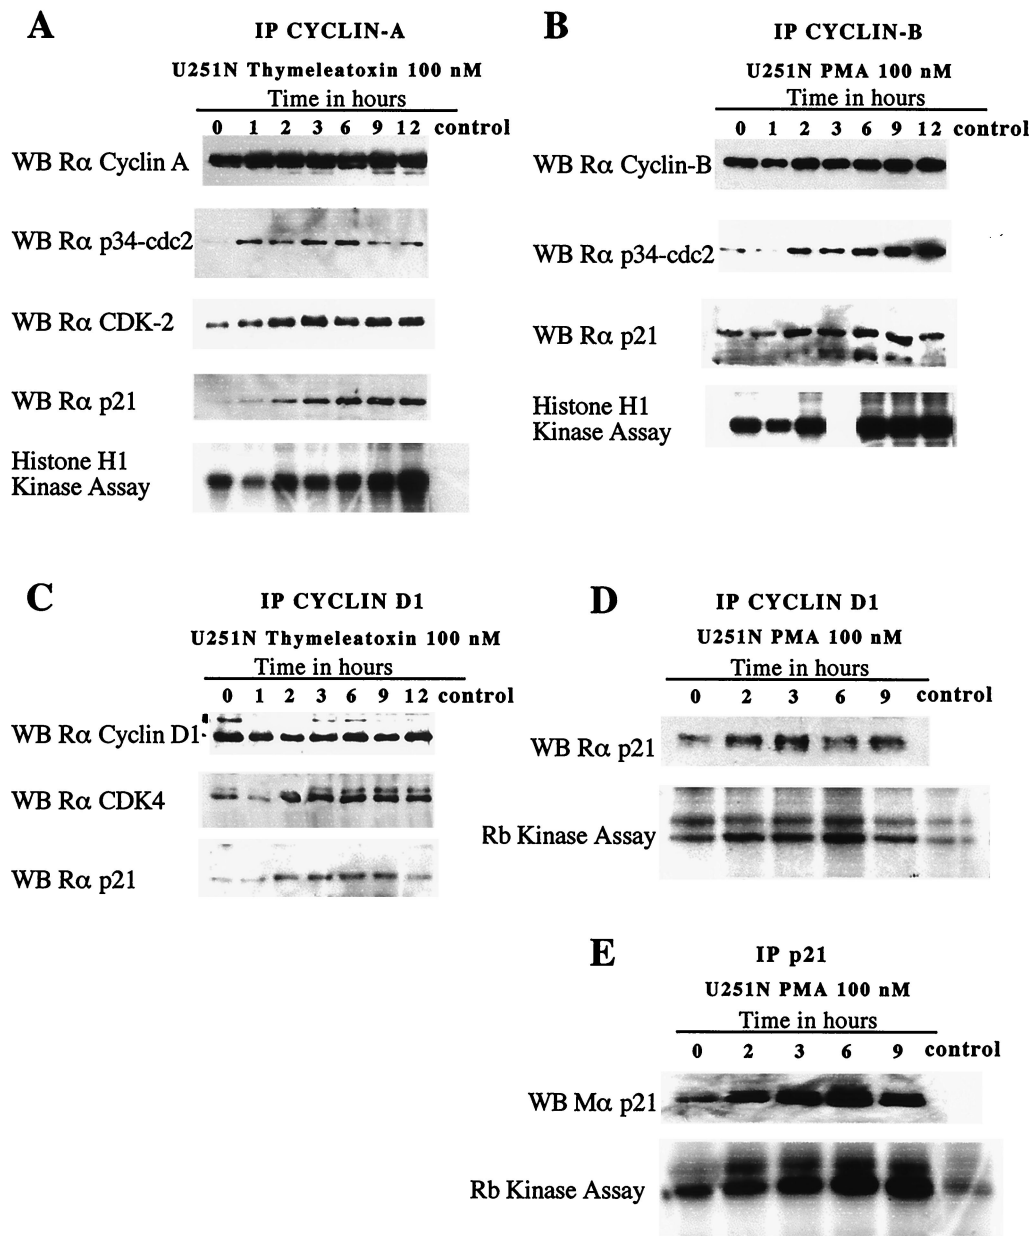 A
IP CYCLIN-A
U251N Thymeleatoxin 100 nM
Time in hours
0 1 2 3 6 9 12 control
WB Rα Cyclin A
WB Rα p34-cdc2
WB Rα CDK-2
WB Rα p21
Histone H1
Kinase Assay
B
IP CYCLIN-B
U251N PMA 100 nM
Time in hours
0 1 2 3 6 9 12 control
WB Rα Cyclin-B
WB Rα p34-cdc2
WB Rα p21
Histone H1
Kinase Assay
C
IP CYCLIN D1
U251N Thymeleatoxin 100 nM
Time in hours
0 1 2 3 6 9 12 control
WB Rα Cyclin D1
WB Rα CDK4
WB Rα p21
D
IP CYCLIN D1
U251N PMA 100 nM
Time in hours
0 2 3 6 9 control
WB Rα p21
Rb Kinase Assay
E
IP p21
U251N PMA 100 nM
Time in hours
0 2 3 6 9 control
WB Mα p21
Rb Kinase Assay